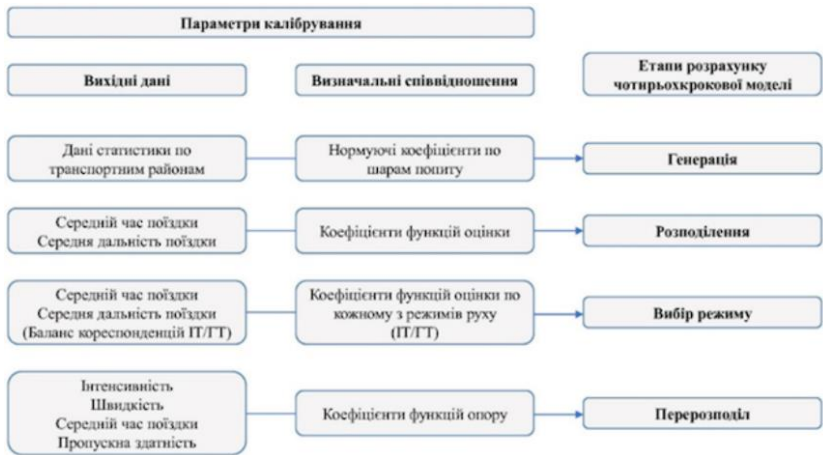 Параметри калібрування
Вихідні дані
Визначальні співвідношення
Етапи розрахунку
чотирьохкрокової моделі
Дані статистики по
транспортним районам
Нормуючі коефіцієнти по
шарам попиту
Генерація
Середній час поїздки
Середня дальність поїздки
Коефіцієнти функцій оцінки
Розподілення
Середній час поїздки
Середня дальність поїздки
(Баланс кореспонденцій ІТ/ГТ)
Коефіцієнти функцій оцінки по
кожному з режимів руху
(ІТ/ГТ)
Вибір режиму
Інтенсивність
Швидкість
Середній час поїздки
Пропускна здатність
Коефіцієнти функцій опору
Перерозподіл